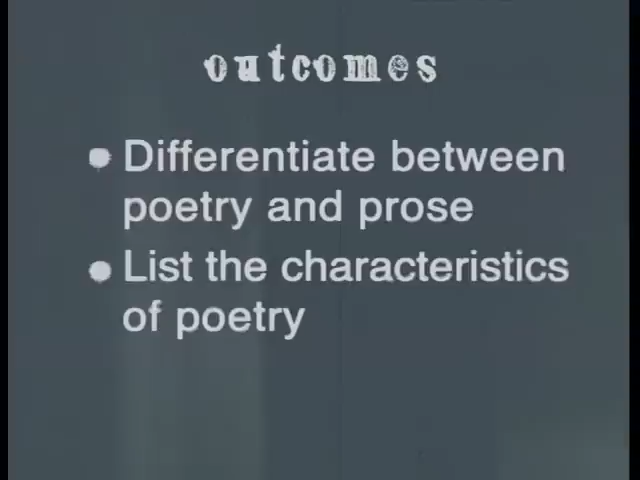 outcomes
• Differentiate between
poetry and prose
• List the characteristics
of poetry